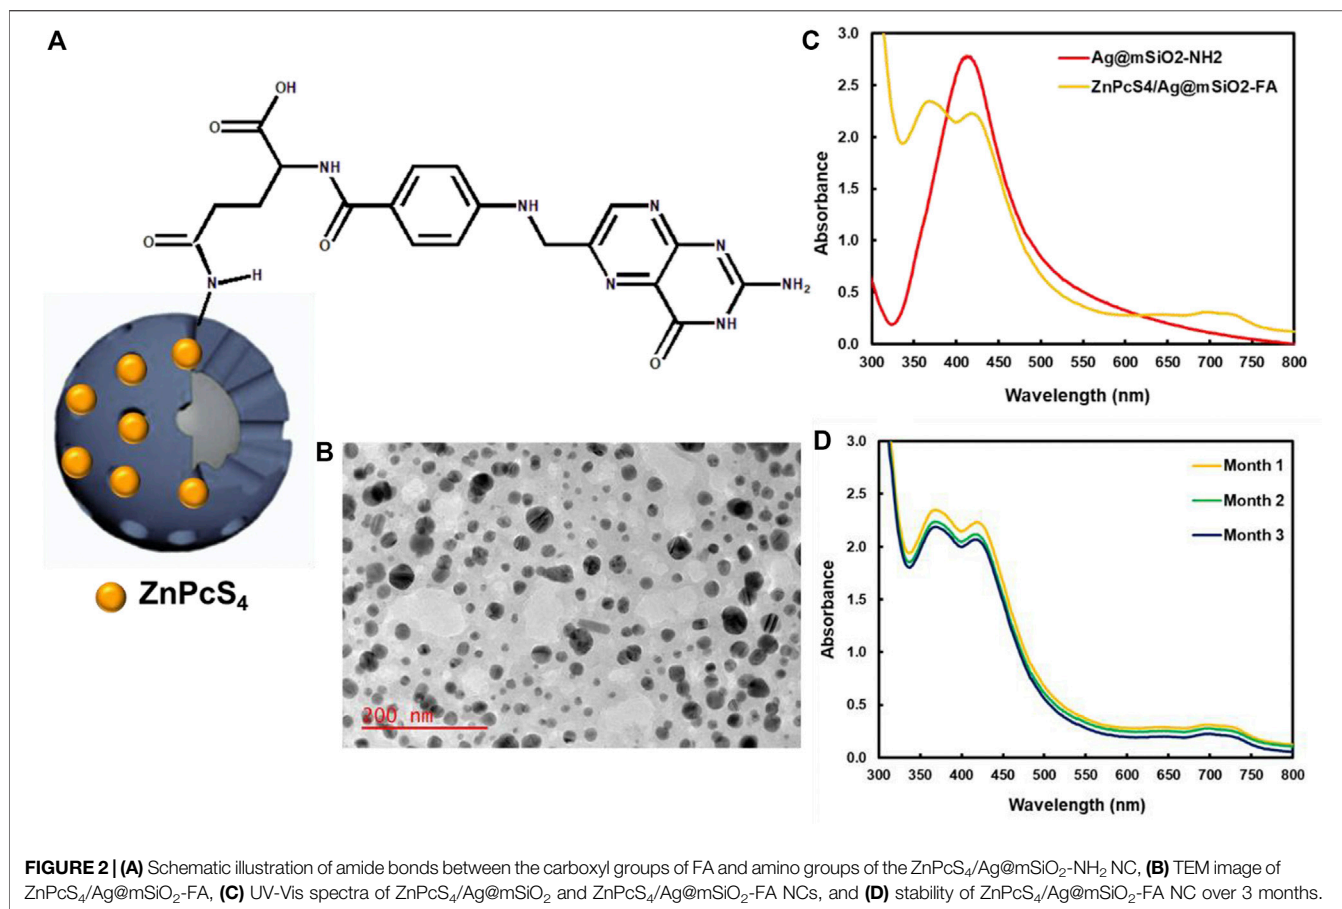 A
OH
O
NH
O
O
N
H
NH
N
N
N
NH₂
NH
O
ZnPcS₄
B
200 nm
C
3.0
2.5
2.0
1.5
1.0
0.5
0.0
Absorbance
Ag@mSiO2-NH2
ZnPcS4/Ag@mSiO2-FA
300 350 400 450 500 550 600 650 700 750 800
Wavelength (nm)
D
3.0
2.5
2.0
1.5
1.0
0.5
0.0
Absorbance
Month 1
Month 2
Month 3
300 350 400 450 500 550 600 650 700 750 800
Wavelength (nm)
FIGURE 2 | (A) Schematic illustration of amide bonds between the carboxyl groups of FA and amino groups of the ZnPcS₄/Ag@mSiO₂-NH₂ NC, (B) TEM image of
ZnPcS₄/Ag@mSiO₂-FA, (C) UV-Vis spectra of ZnPcS₄/Ag@mSiO₂ and ZnPcS₄/Ag@mSiO₂-FA NCs, and (D) stability of ZnPcS₄/Ag@mSiO₂-FA NC over 3 months.